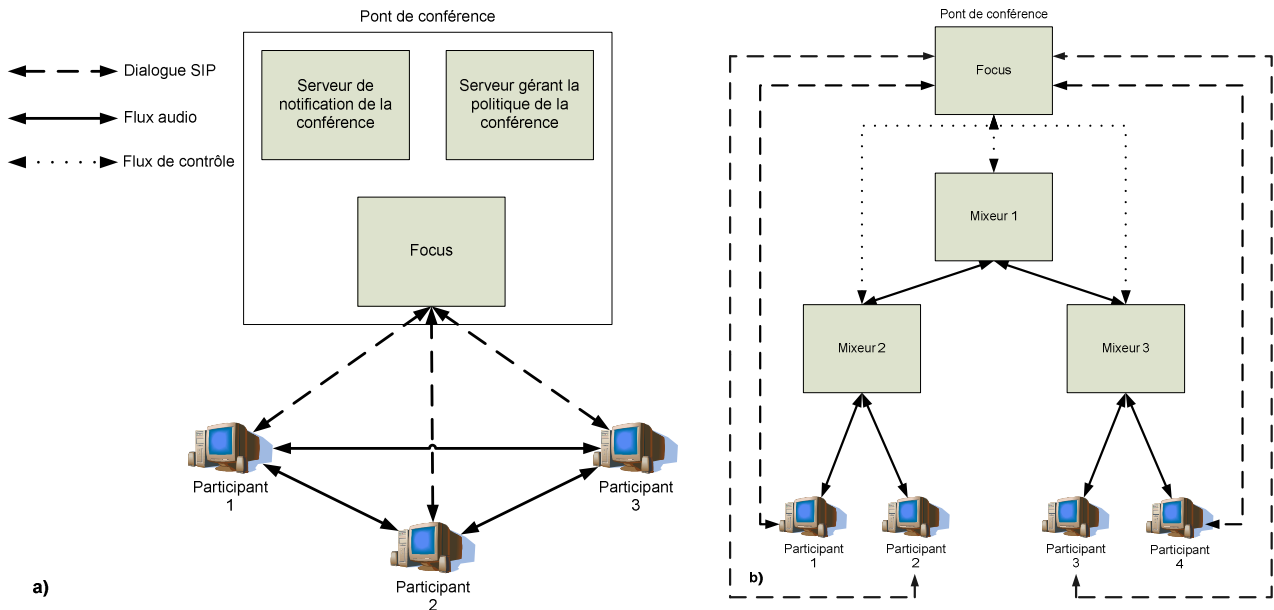 Pont de conférence
Dialogue SIP
Flux audio
Flux de contrôle
Serveur de
notification de la
conférence
Serveur gérant la
politique de la
conférence
Focus
Participant
1
Participant
2
Participant
3
a)
Pont de conférence
Focus
Mixeur 1
Mixeur 2
Mixeur 3
Participant
1
Participant
2
Participant
3
Participant
4
b)